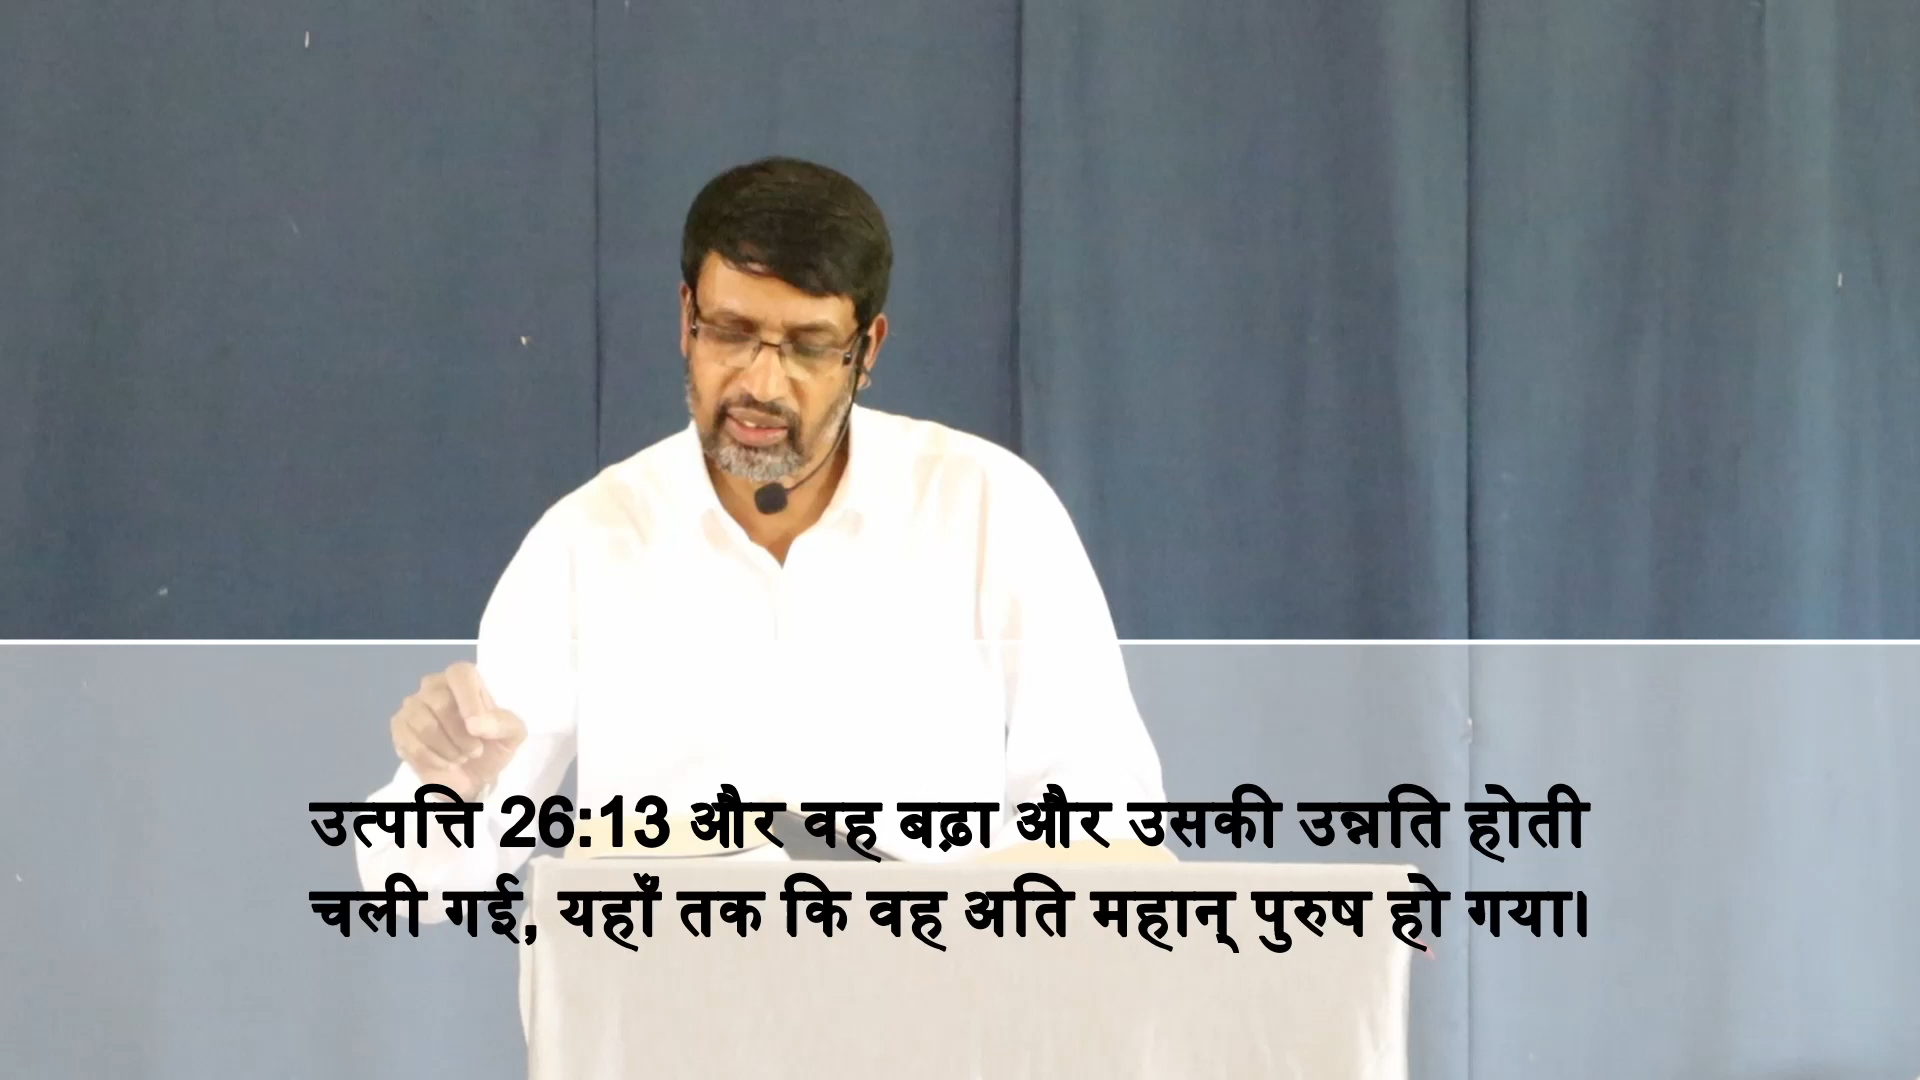 उत्पत्ति 26:13 और वह बढ़ा और उसकी उन्नति होती
चली गई, यहाँ तक कि वह अति महान् पुरुष हो गया।